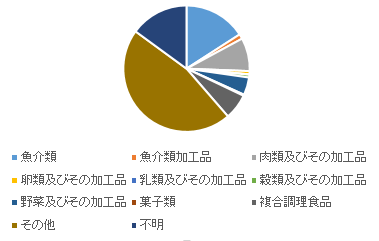 魚介類 魚介類加工品 肉類及びその加工品
卵類及びその加工品 乳類及びその加工品 穀類及びその加工品
野菜及びその加工品 菓子類 複合調理食品
その他 不明